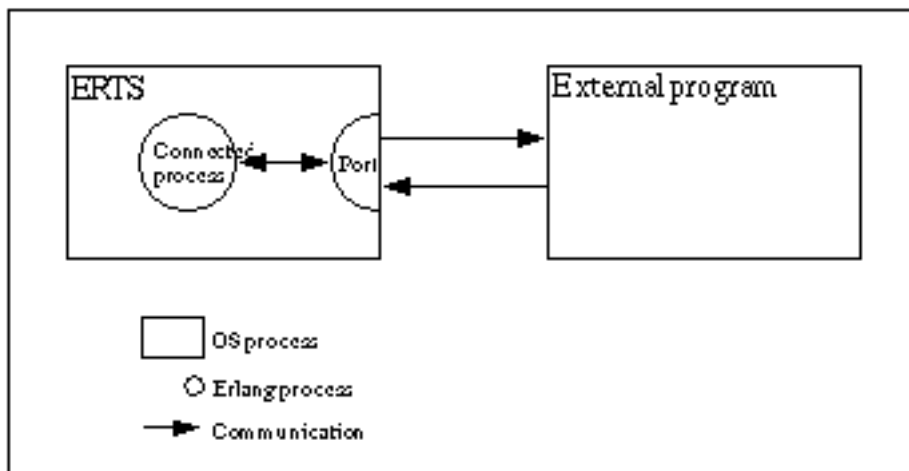 ERTS
External program
Connected
process
Port
OS process
Erlang process
Communication